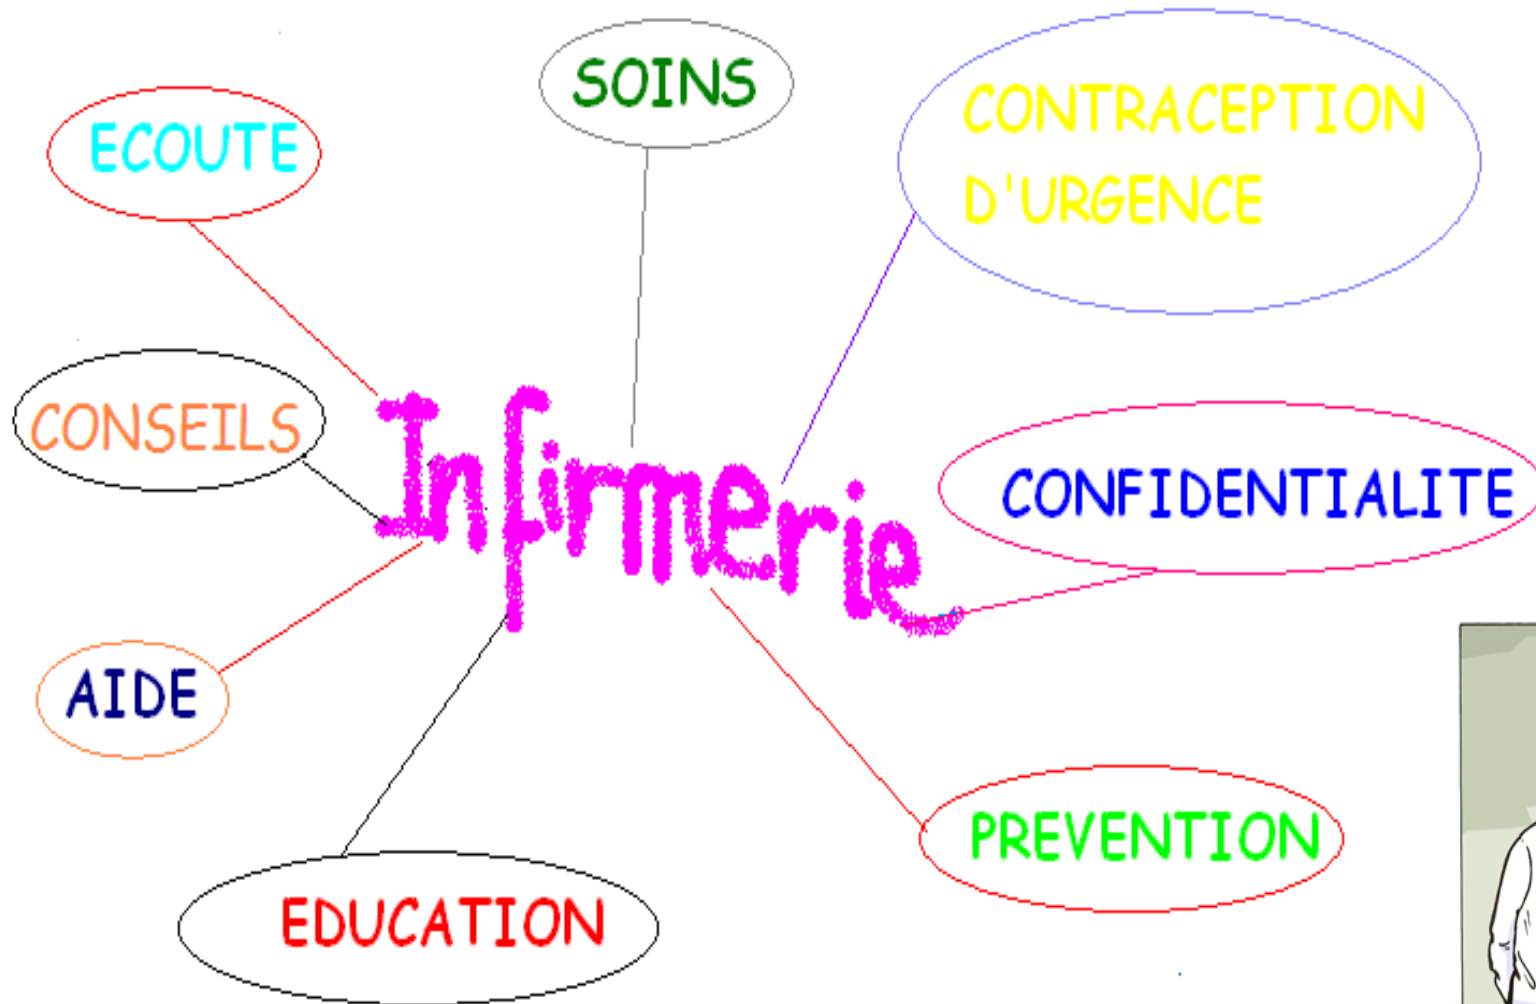 SOINS
CONTRACEPTION
D'URGENCE
ECOUTE
CONSEILS
Infirmerie
CONFIDENTIALITE
AIDE
PREVENTION
EDUCATION